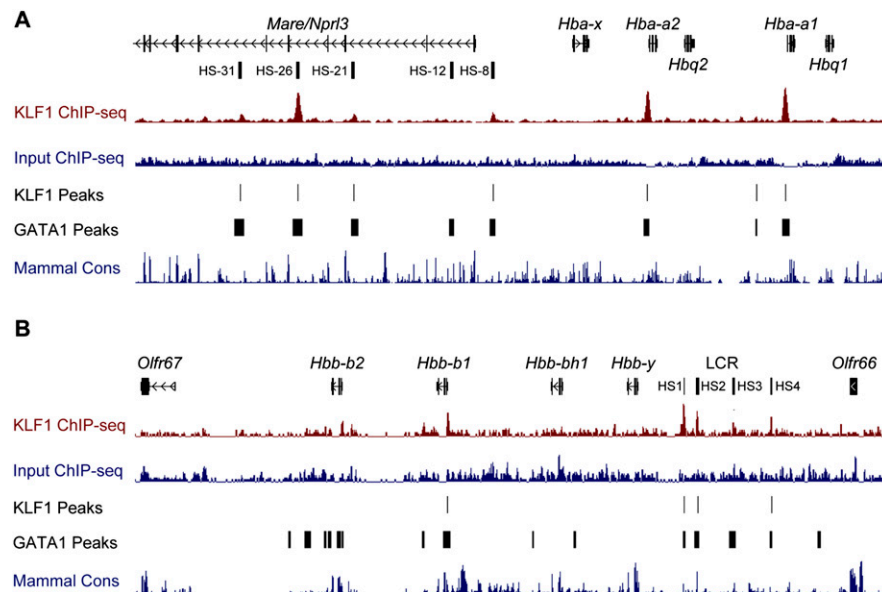 A
Mare/Nprl3 Hba-x Hba-a2 Hba-a1
Hbq2 Hbq1
HS-31 HS-26 HS-21 HS-12 HS-8
KLF1 ChIP-seq
Input ChIP-seq
KLF1 Peaks
GATA1 Peaks
Mammal Cons
B
Olfr67 Hbb-b2 Hbb-b1 Hbb-bh1 Hbb-y LCR Olfr66
HS1 HS2 HS3 HS4
KLF1 ChIP-seq
Input ChIP-seq
KLF1 Peaks
GATA1 Peaks
Mammal Cons